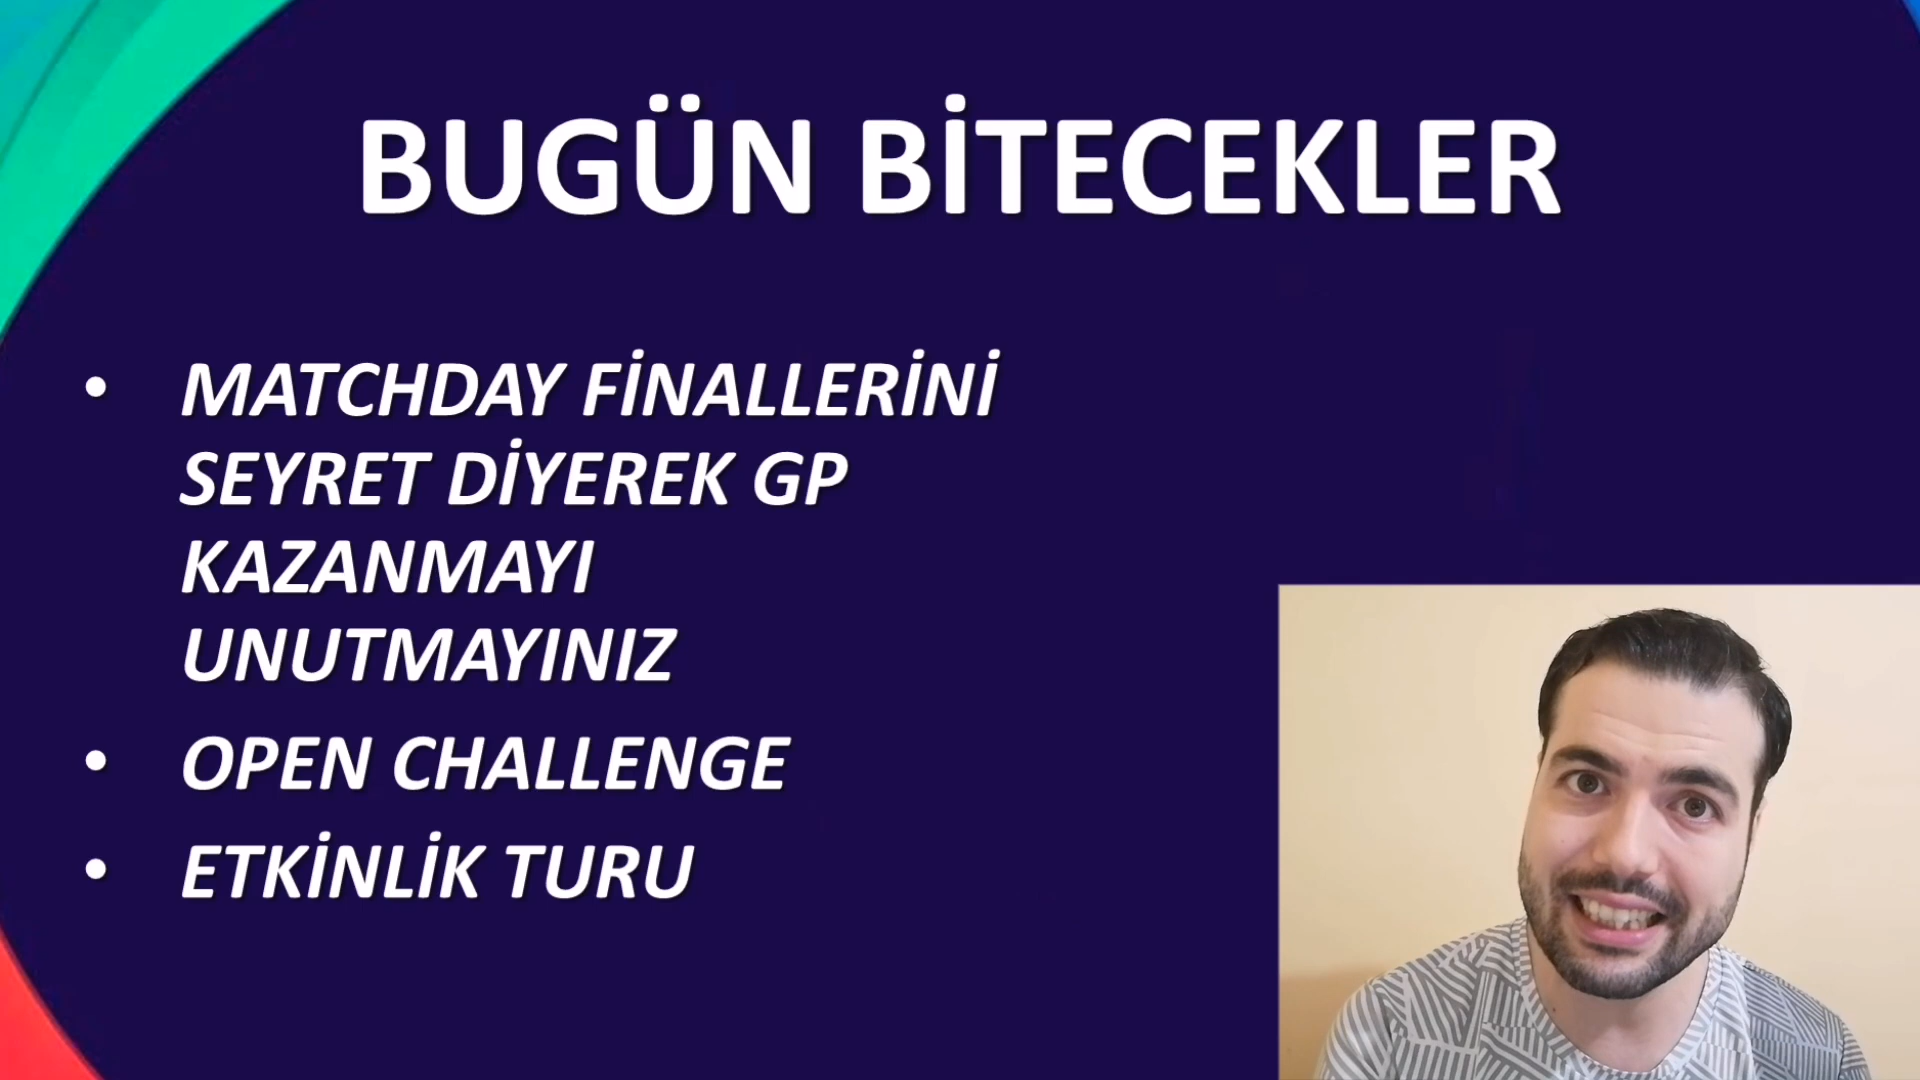 BUGÜN BİTECEKLER
• MATCHDAY FİNALLERİNİ
SEYRET DİYEREK GP
KAZANMAYI
UNUTMAYINIZ
• OPEN CHALLENGE
• ETKİNLİK TURU